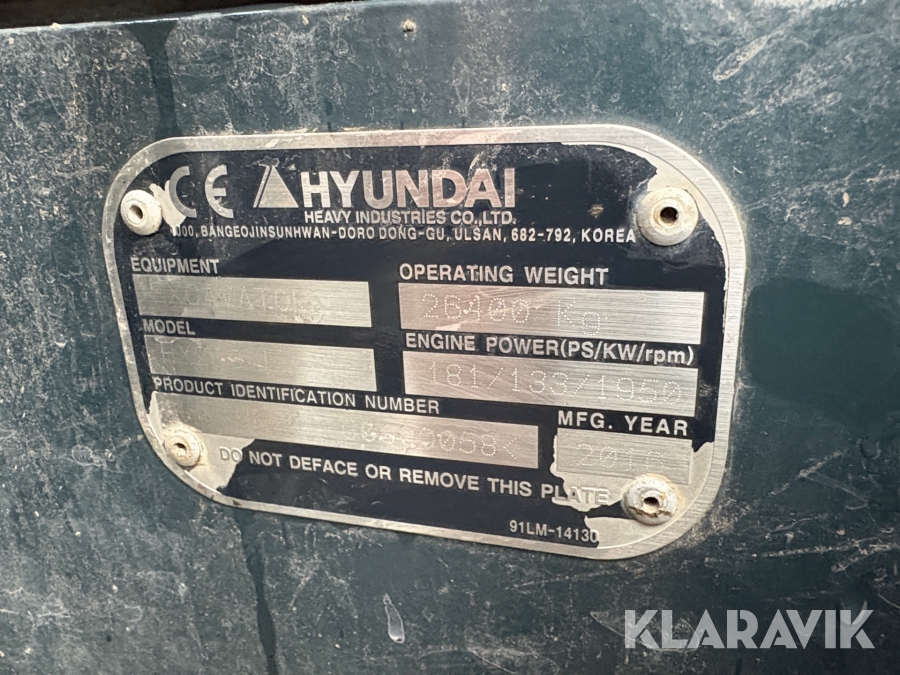 CE HYUNDAI
HEAVY INDUSTRIES CO.,LTD.
1000, BANGEOJINSUNHWAN-DORO DONG-GU, ULSAN, 682-792, KOREA
EQUIPMENT
OPERATING WEIGHT
EXCAVATOR
26400 Kg
MODEL
ENGINE POWER(PS/KW/rpm)
181/133/1950
PRODUCT IDENTIFICATION NUMBER
MFG. YEAR
DO NOT DEFACE OR REMOVE THIS PLATE
91LM-14130
KLARAVIK